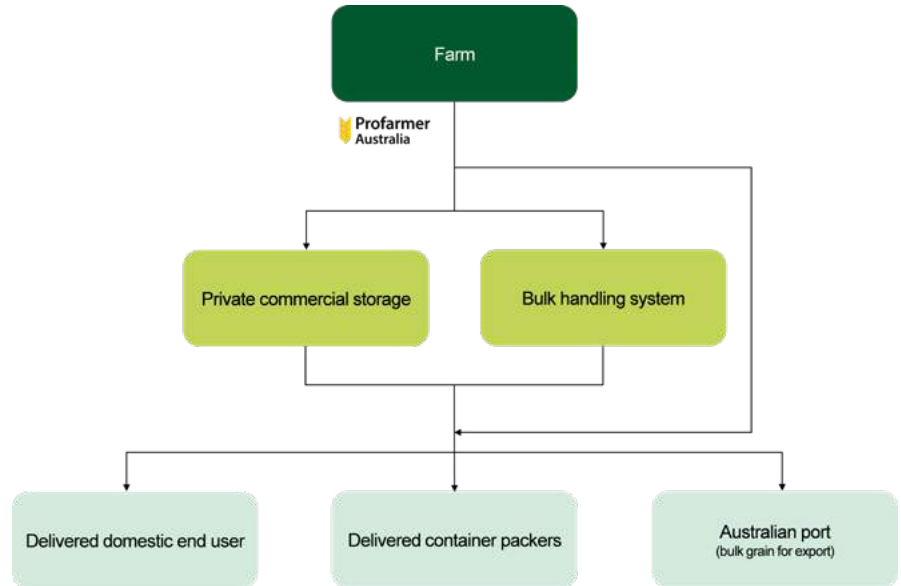 Farm
Profarmer
Australia
Private commercial storage
Bulk handling system
Delivered domestic end user
Delivered container packers
Australian port
(bulk grain for export)